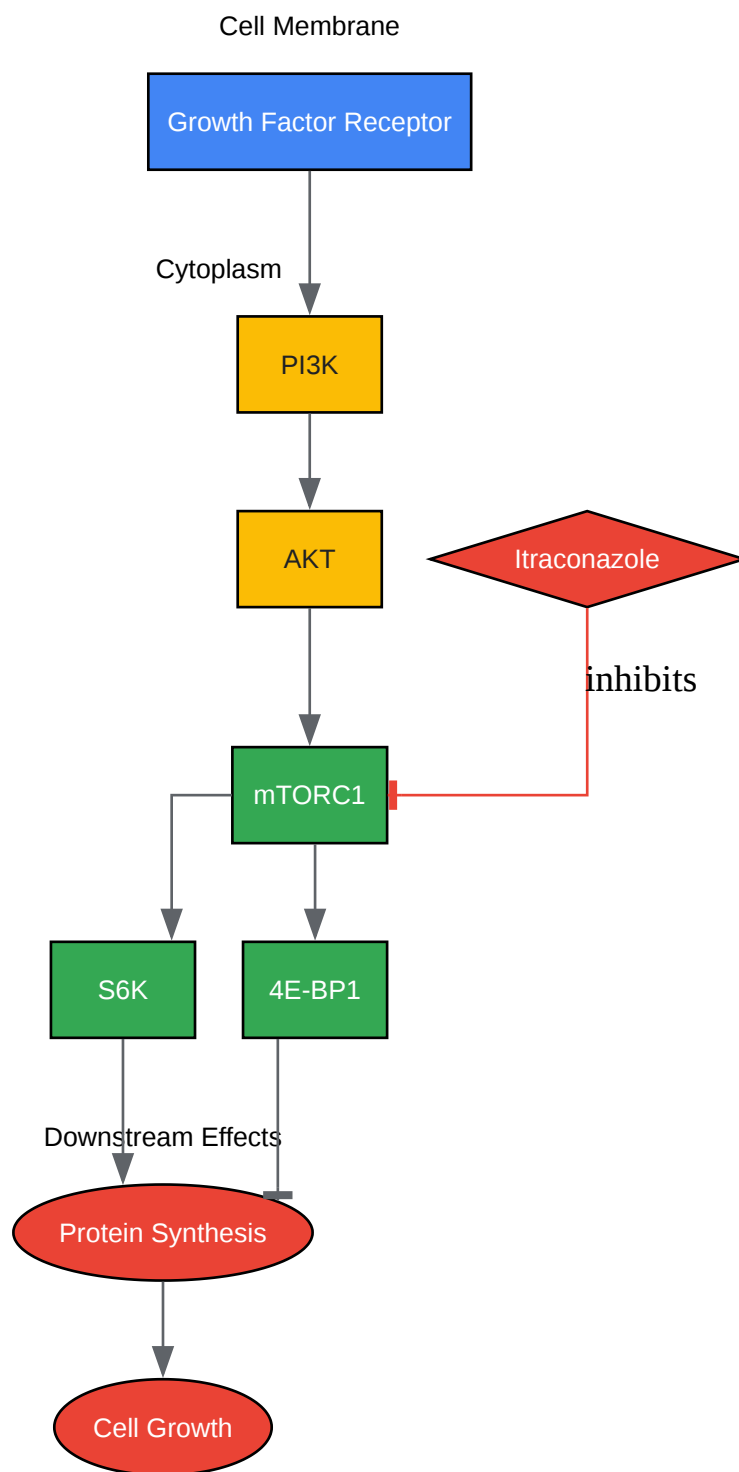 Cell Membrane
Growth Factor Receptor
Cytoplasm
PI3K
AKT
Itraconazole
inhibits
mTORC1
S6K
4E-BP1
Downstream Effects
Protein Synthesis
Cell Growth